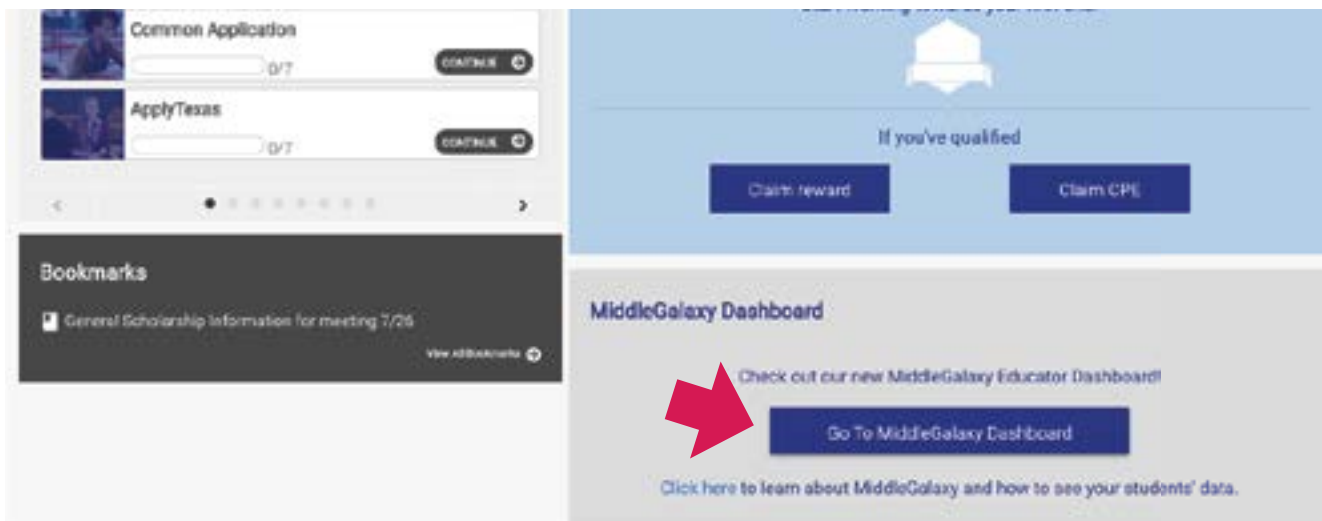 Common Application
0/7
CONTINUE
ApplyTexas
0/7
CONTINUE
Bookmarks
General Scholarship Information for meeting 7/26
View All Bookmarks
If you've qualified
Claim reward
Claim CPE
MiddleGalaxy Dashboard
Check out our new MiddleGalaxy Educator Dashboard!
Go To MiddleGalaxy Dashboard
Click here to learn about MiddleGalaxy and how to see your students' data.